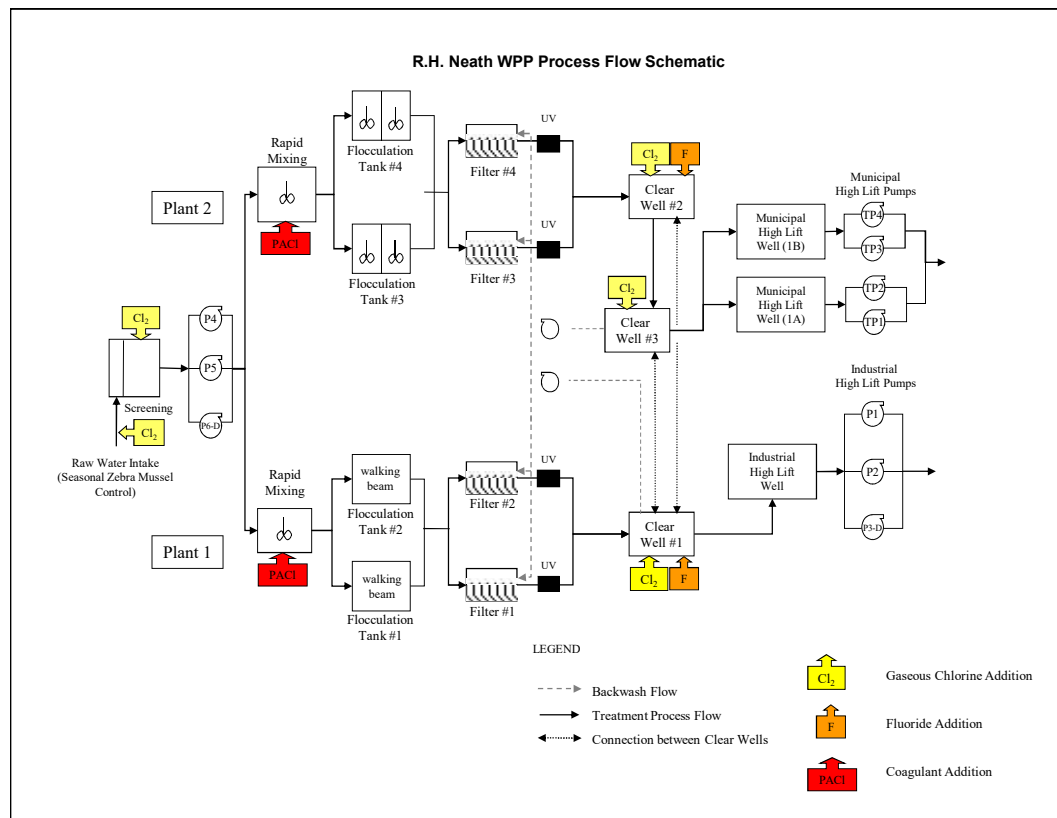 R.H. Neath WPP Process Flow Schematic
Plant 2
Rapid
Mixing
PACl
Flocculation
Tank #4
Flocculation
Tank #3
Filter #4
Filter #3
UV
UV
Cl2
F
Clear
Well #2
Cl2
Clear
Well #3
Municipal
High Lift
Well (1B)
Municipal
High Lift
Well (1A)
Municipal
High Lift Pumps
TP4
TP3
TP2
TP1
Cl2
Screening
Cl2
Raw Water Intake
(Seasonal Zebra Mussel
Control)
P4
P5
P6-D
Plant 1
Rapid
Mixing
PACl
walking
beam
Flocculation
Tank #2
walking
beam
Flocculation
Tank #1
Filter #2
Filter #1
UV
UV
Clear
Well #1
Cl2
F
Industrial
High Lift
Well
Industrial
High Lift Pumps
P1
P2
P3-D
LEGEND
Backwash Flow
Treatment Process Flow
Connection between Clear Wells
Cl2
Gaseous Chlorine Addition
F
Fluoride Addition
PACl
Coagulant Addition